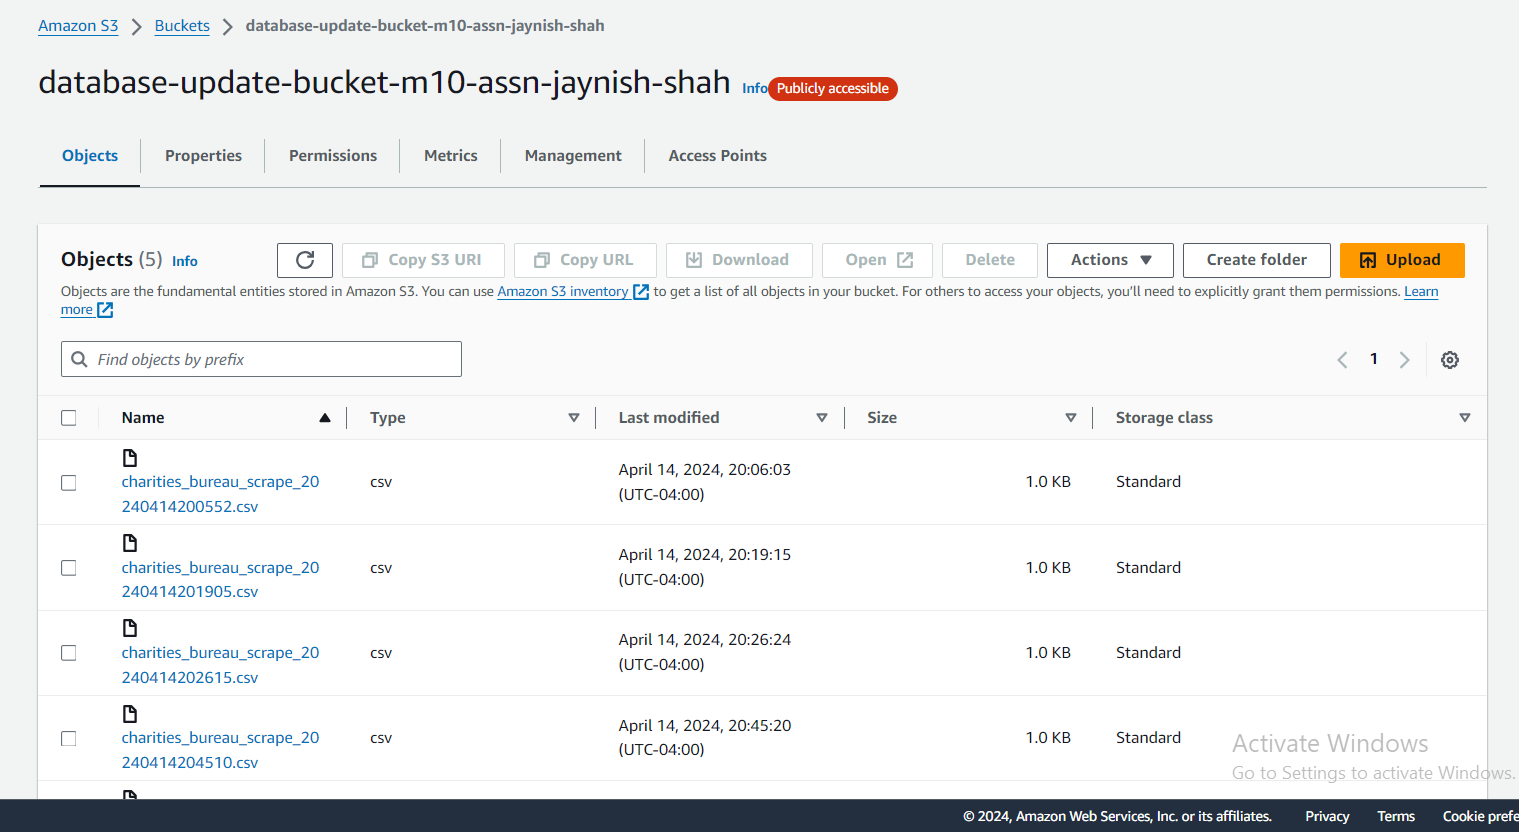 Amazon S3 > Buckets > database-update-bucket-m10-assn-jaynish-shah
database-update-bucket-m10-assn-jaynish-shah Info Publicly accessible
Objects Properties Permissions Metrics Management Access Points
Objects (5) Info Copy S3 URI Copy URL Download Open Delete Actions Create folder Upload
Objects are the fundamental entities stored in Amazon S3. You can use Amazon S3 inventory to get a list of all objects in your bucket. For others to access your objects, you'll need to explicitly grant them permissions. Learn
more
Find objects by prefix
1
Name Type Last modified Size Storage class
charities_bureau_scrape_20
240414200552.csv
csv
April 14, 2024, 20:06:03
(UTC-04:00)
1.0 KB
Standard
charities_bureau_scrape_20
240414201905.csv
csv
April 14, 2024, 20:19:15
(UTC-04:00)
1.0 KB
Standard
charities_bureau_scrape_20
240414202615.csv
csv
April 14, 2024, 20:26:24
(UTC-04:00)
1.0 KB
Standard
charities_bureau_scrape_20
240414204510.csv
csv
April 14, 2024, 20:45:20
(UTC-04:00)
1.0 KB
Standard
Activate Windows
Go to Settings to activate Windows.
© 2024, Amazon Web Services, Inc. or its affiliates. Privacy Terms Cookie prefe